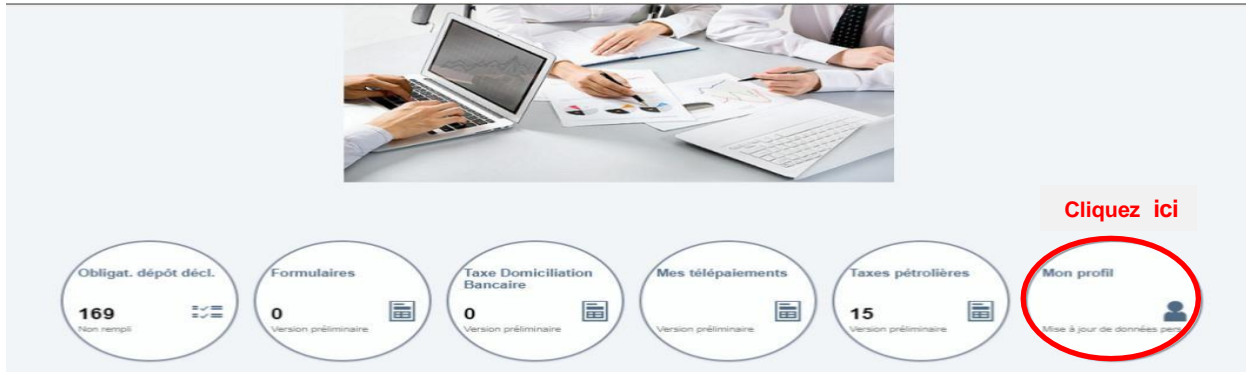 Cliquez ici
Obligat. dépôt décl.
169
Non rempli
Formulaires
0
Version préliminaire
Taxe Domiciliation
Bancaire
0
Version préliminaire
Mes télépaiements
Version préliminaire
Taxes pétrolières
15
Version préliminaire
Mon profil
Mise à jour de données pers